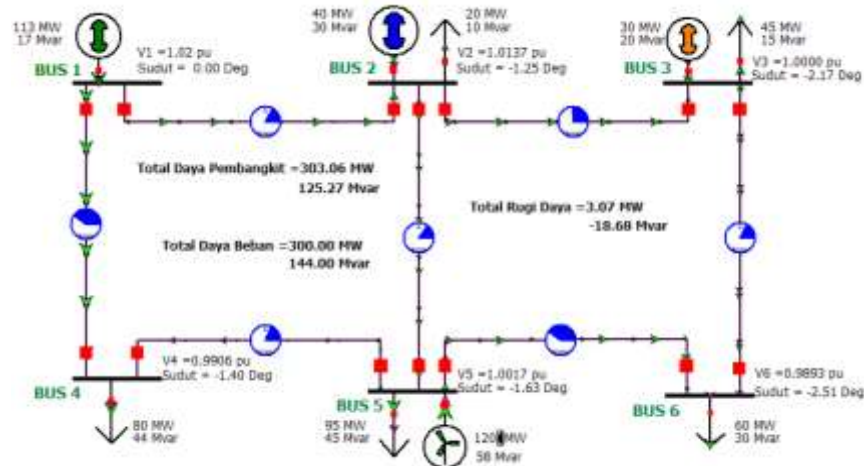 113 MW
17 Mvar
V1 =1.02 pu
Sudut = 0.00 Deg
BUS 1
40 MW
30 Mvar
20 MW
10 Mvar
V2 =1.0137 pu
Sudut = -1.25 Deg
BUS 2
30 MW
20 Mvar
45 MW
15 Mvar
V3 =1.0000 pu
Sudut = -2.17 Deg
BUS 3
Total Daya Pembangkit =303.06 MW
125.27 Mvar
Total Rugi Daya =3.07 MW
-18.68 Mvar
Total Daya Beban =300.00 MW
144.00 Mvar
V4 =0.9906 pu
Sudut = -1.40 Deg
BUS 4
80 MW
44 Mvar
V5 =1.0017 pu
Sudut = -1.63 Deg
BUS 5
95 MW
45 Mvar
120 MW
58 Mvar
V6 =0.9893 pu
Sudut = -2.51 Deg
BUS 6
60 MW
30 Mvar